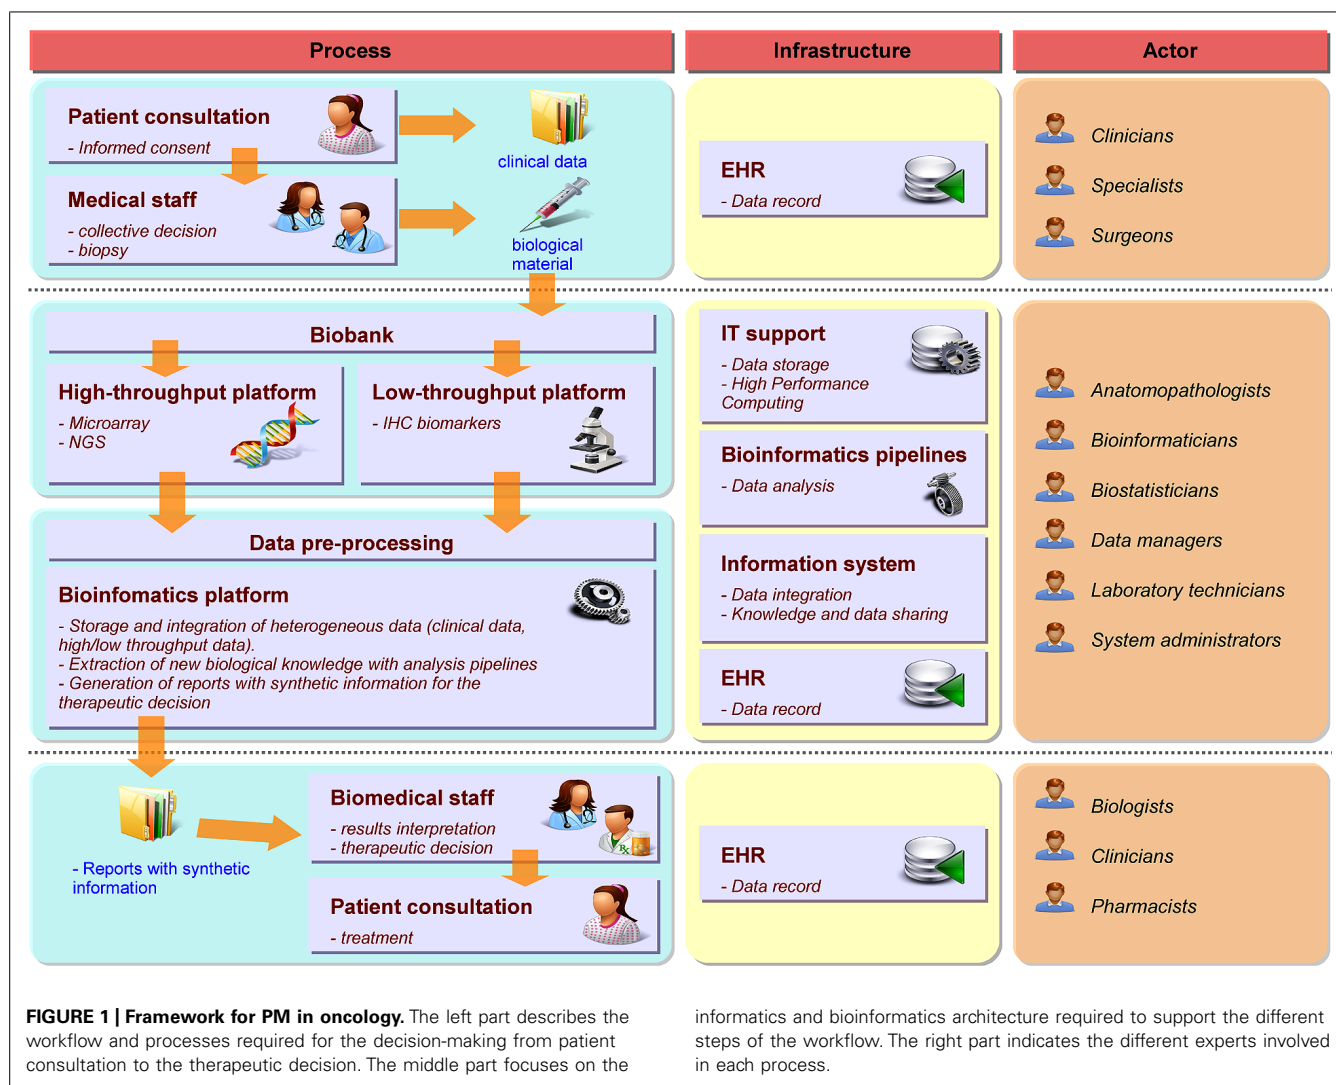 Process
Infrastructure
Actor
Patient consultation
- Informed consent
clinical data
Medical staff
- collective decision
- biopsy
biological
material
EHR
- Data record
Clinicians
Specialists
Surgeons
Biobank
High-throughput platform
- Microarray
- NGS
Low-throughput platform
- IHC biomarkers
Data pre-processing
Bioinfomatics platform
- Storage and integration of heterogeneous data (clinical data,
high/low throughput data).
- Extraction of new biological knowledge with analysis pipelines
- Generation of reports with synthetic information for the
therapeutic decision
IT support
- Data storage
- High Performance
Computing
Bioinformatics pipelines
- Data analysis
Information system
- Data integration
- Knowledge and data sharing
EHR
- Data record
Anatomopathologists
Bioinformaticians
Biostatisticians
Data managers
Laboratory technicians
System administrators
- Reports with synthetic
information
Biomedical staff
- results interpretation
- therapeutic decision
Rx
Patient consultation
- treatment
EHR
- Data record
Biologists
Clinicians
Pharmacists
FIGURE 1 | Framework for PM in oncology. The left part describes the
workflow and processes required for the decision-making from patient
consultation to the therapeutic decision. The middle part focuses on the
informatics and bioinformatics architecture required to support the different
steps of the workflow. The right part indicates the different experts involved
in each process.